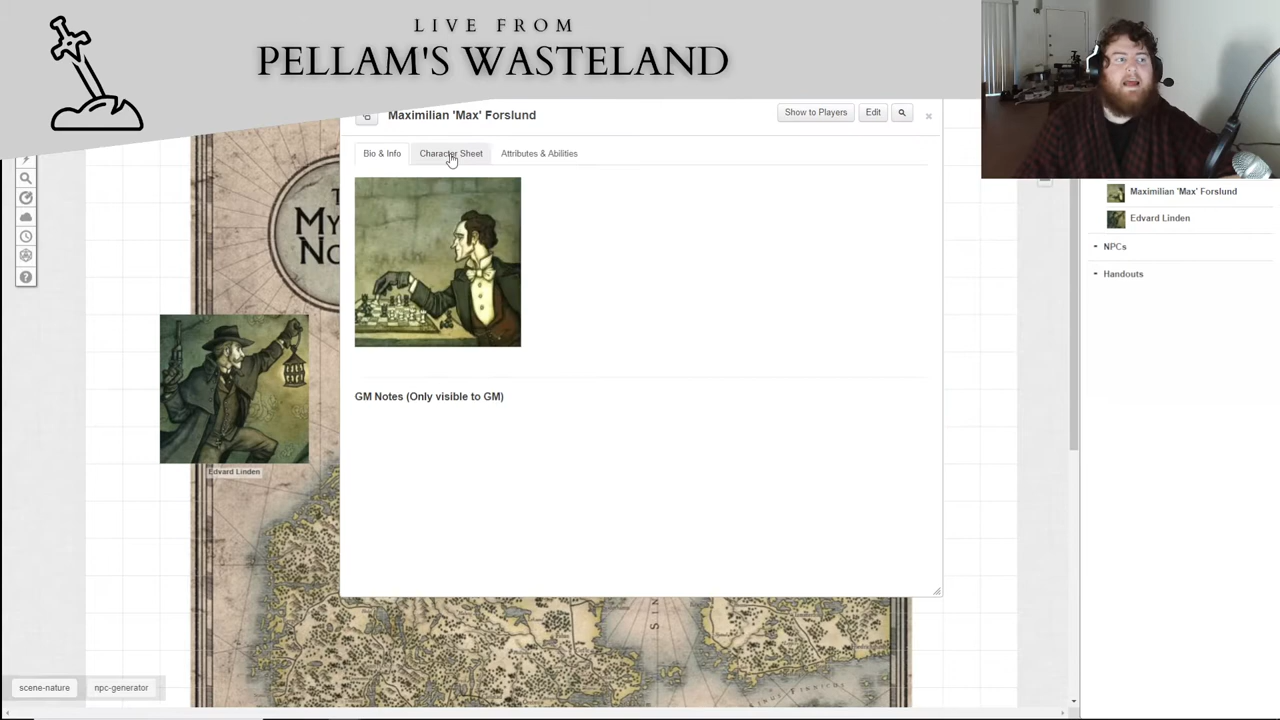 LIVE FROM
PELLAM'S WASTELAND
Maximilian 'Max' Forslund
Show to Players
Edit
Bio & Info
Character Sheet
Attributes & Abilities
Maximilian 'Max' Forslund
Edvard Linden
NPCs
Handouts
GM Notes (Only visible to GM)
Edvard Linden
scene-nature
npc-generator